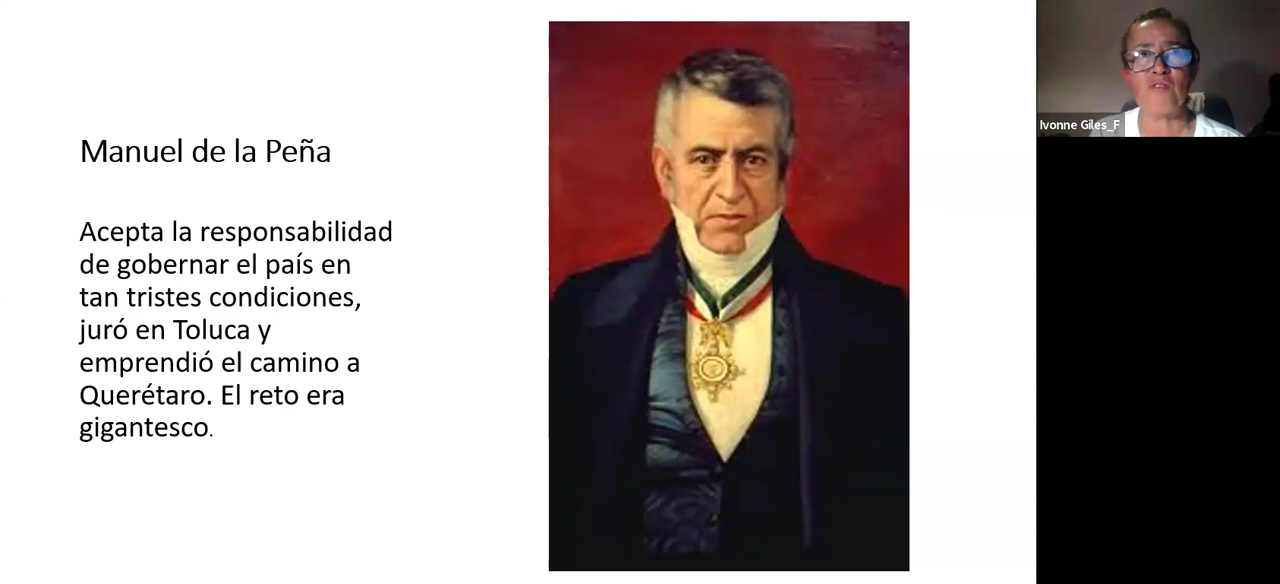 Manuel de la Peña
Acepta la responsabilidad
de gobernar el país en
tan tristes condiciones,
juró en Toluca y
emprendió el camino a
Querétaro. El reto era
gigantesco.
Ivonne Giles_F